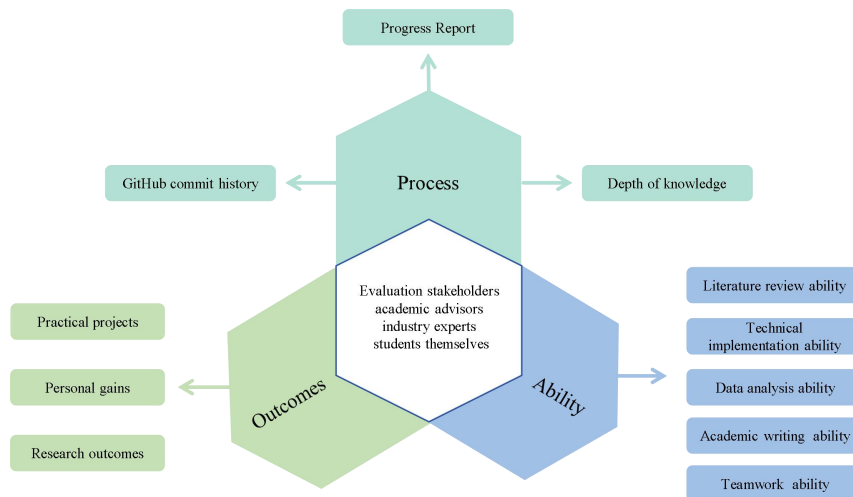 Progress Report
GitHub commit history
Process
Depth of knowledge
Evaluation stakeholders
academic advisors
industry experts
students themselves
Practical projects
Personal gains
Research outcomes
Outcomes
Ability
Literature review ability
Technical
implementation ability
Data analysis ability
Academic writing ability
Teamwork ability